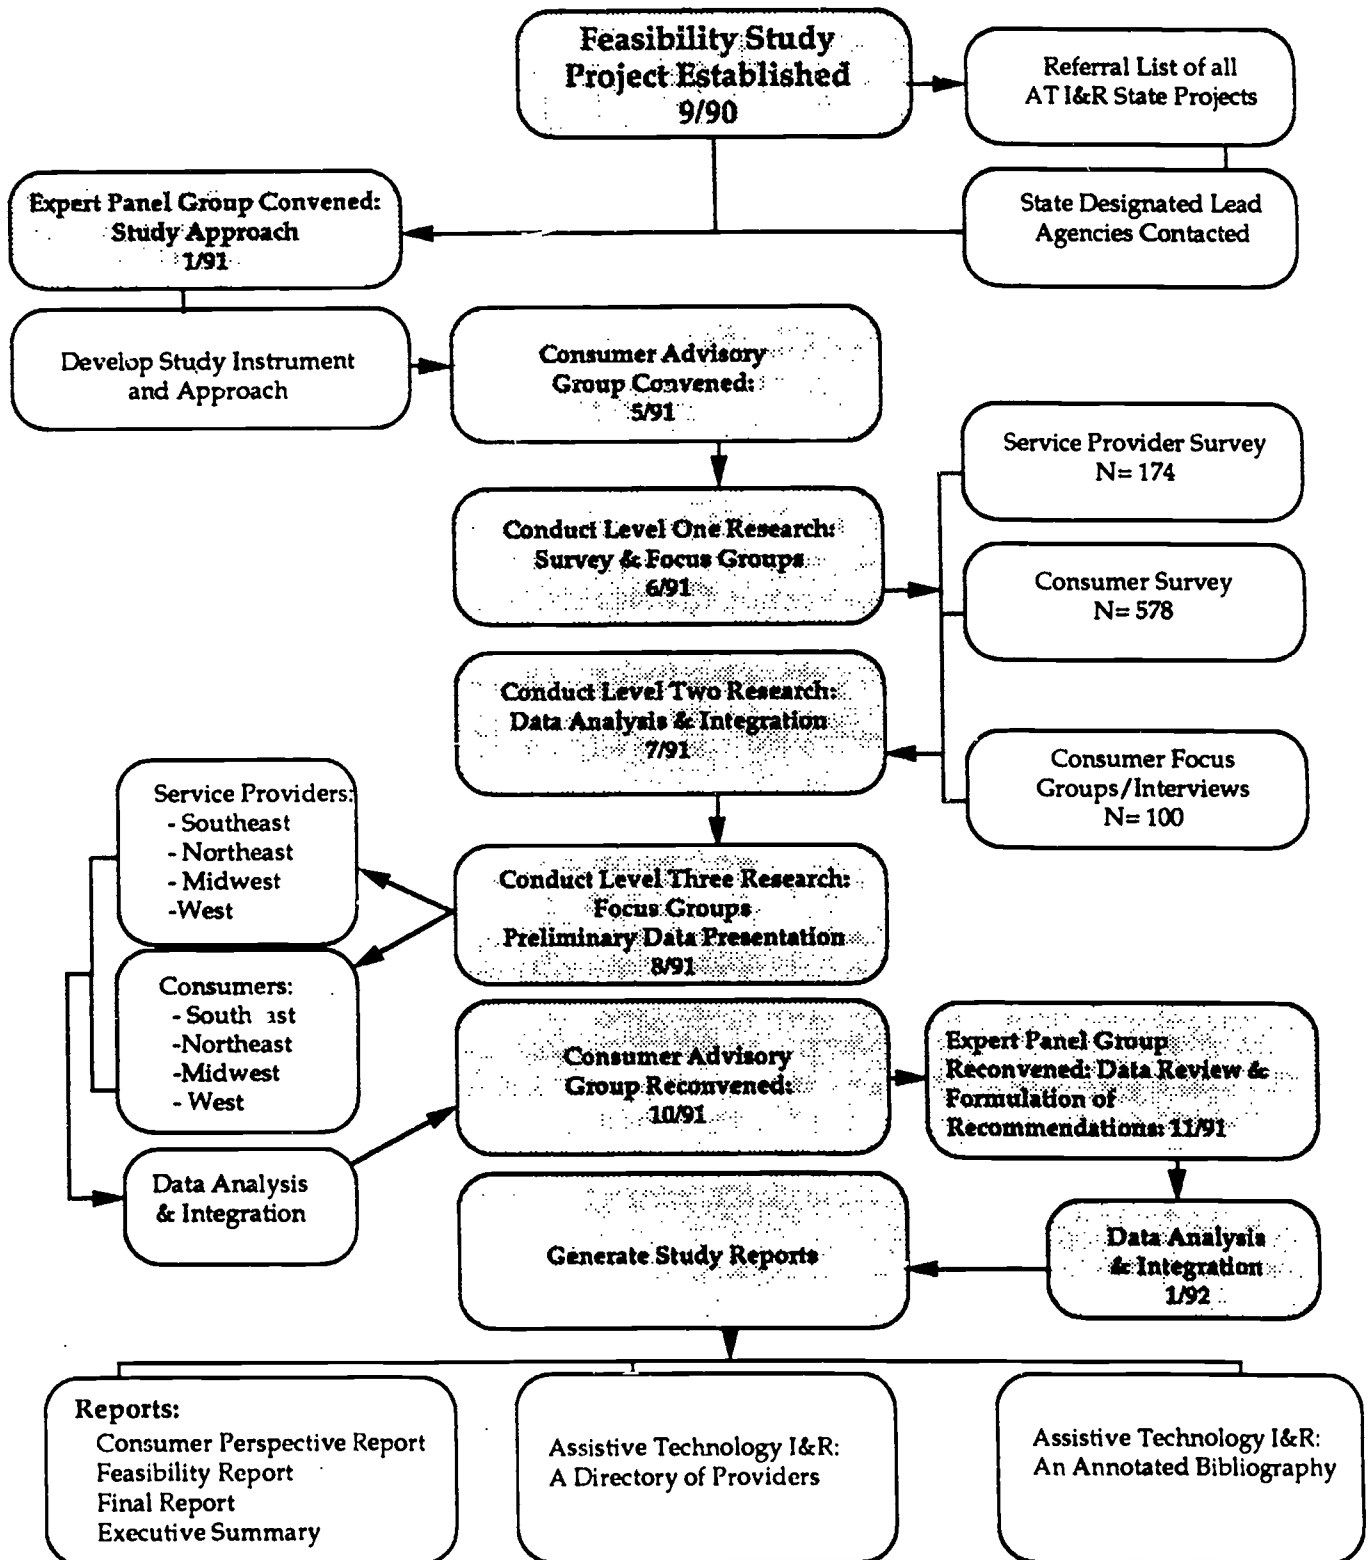 Feasibility Study
Project Established
9/90
Referral List of all
AT I&R State Projects
State Designated Lead
Agencies Contacted
Expert Panel Group Convened:
Study Approach
1/91
Develop Study Instrument
and Approach
Consumer Advisory
Group Convened:
5/91
Conduct Level One Research:
Survey & Focus Groups
6/91
Service Provider Survey
N= 174
Consumer Survey
N= 578
Consumer Focus
Groups/Interviews
N= 100
Conduct Level Two Research:
Data Analysis & Integration
7/91
Conduct Level Three Research:
Focus Groups
Preliminary Data Presentation
8/91
Service Providers:
- Southeast
- Northeast
- Midwest
-West
Consumers:
-Northeast
-Midwest
- West
Data Analysis
& Integration
Consumer Advisory
Group Reconvened:
10/91
Expert Panel Group
Reconvened: Data Review &
Formulation of
Recommendations: 11/91
Data Analysis
& Integration
1/92
Generate Study Reports
Reports:
Consumer Perspective Report
Feasibility Report
Final Report
Executive Summary
Assistive Technology I&R:
A Directory of Providers
Assistive Technology I&R:
An Annotated Bibliography